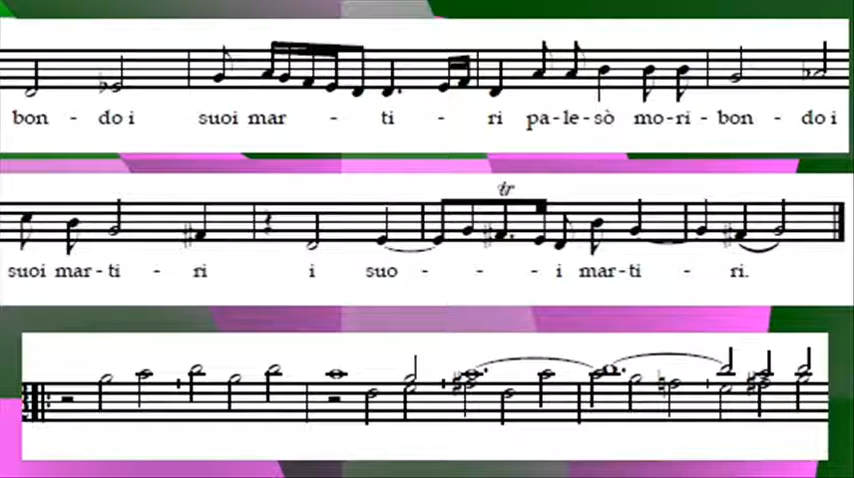 bon - do i suoi mar - ti - ri pa - le - sò mo - ri - bon - do i
tr
suoi mar - ti - ri i suo - - - i mar - ti - ri.